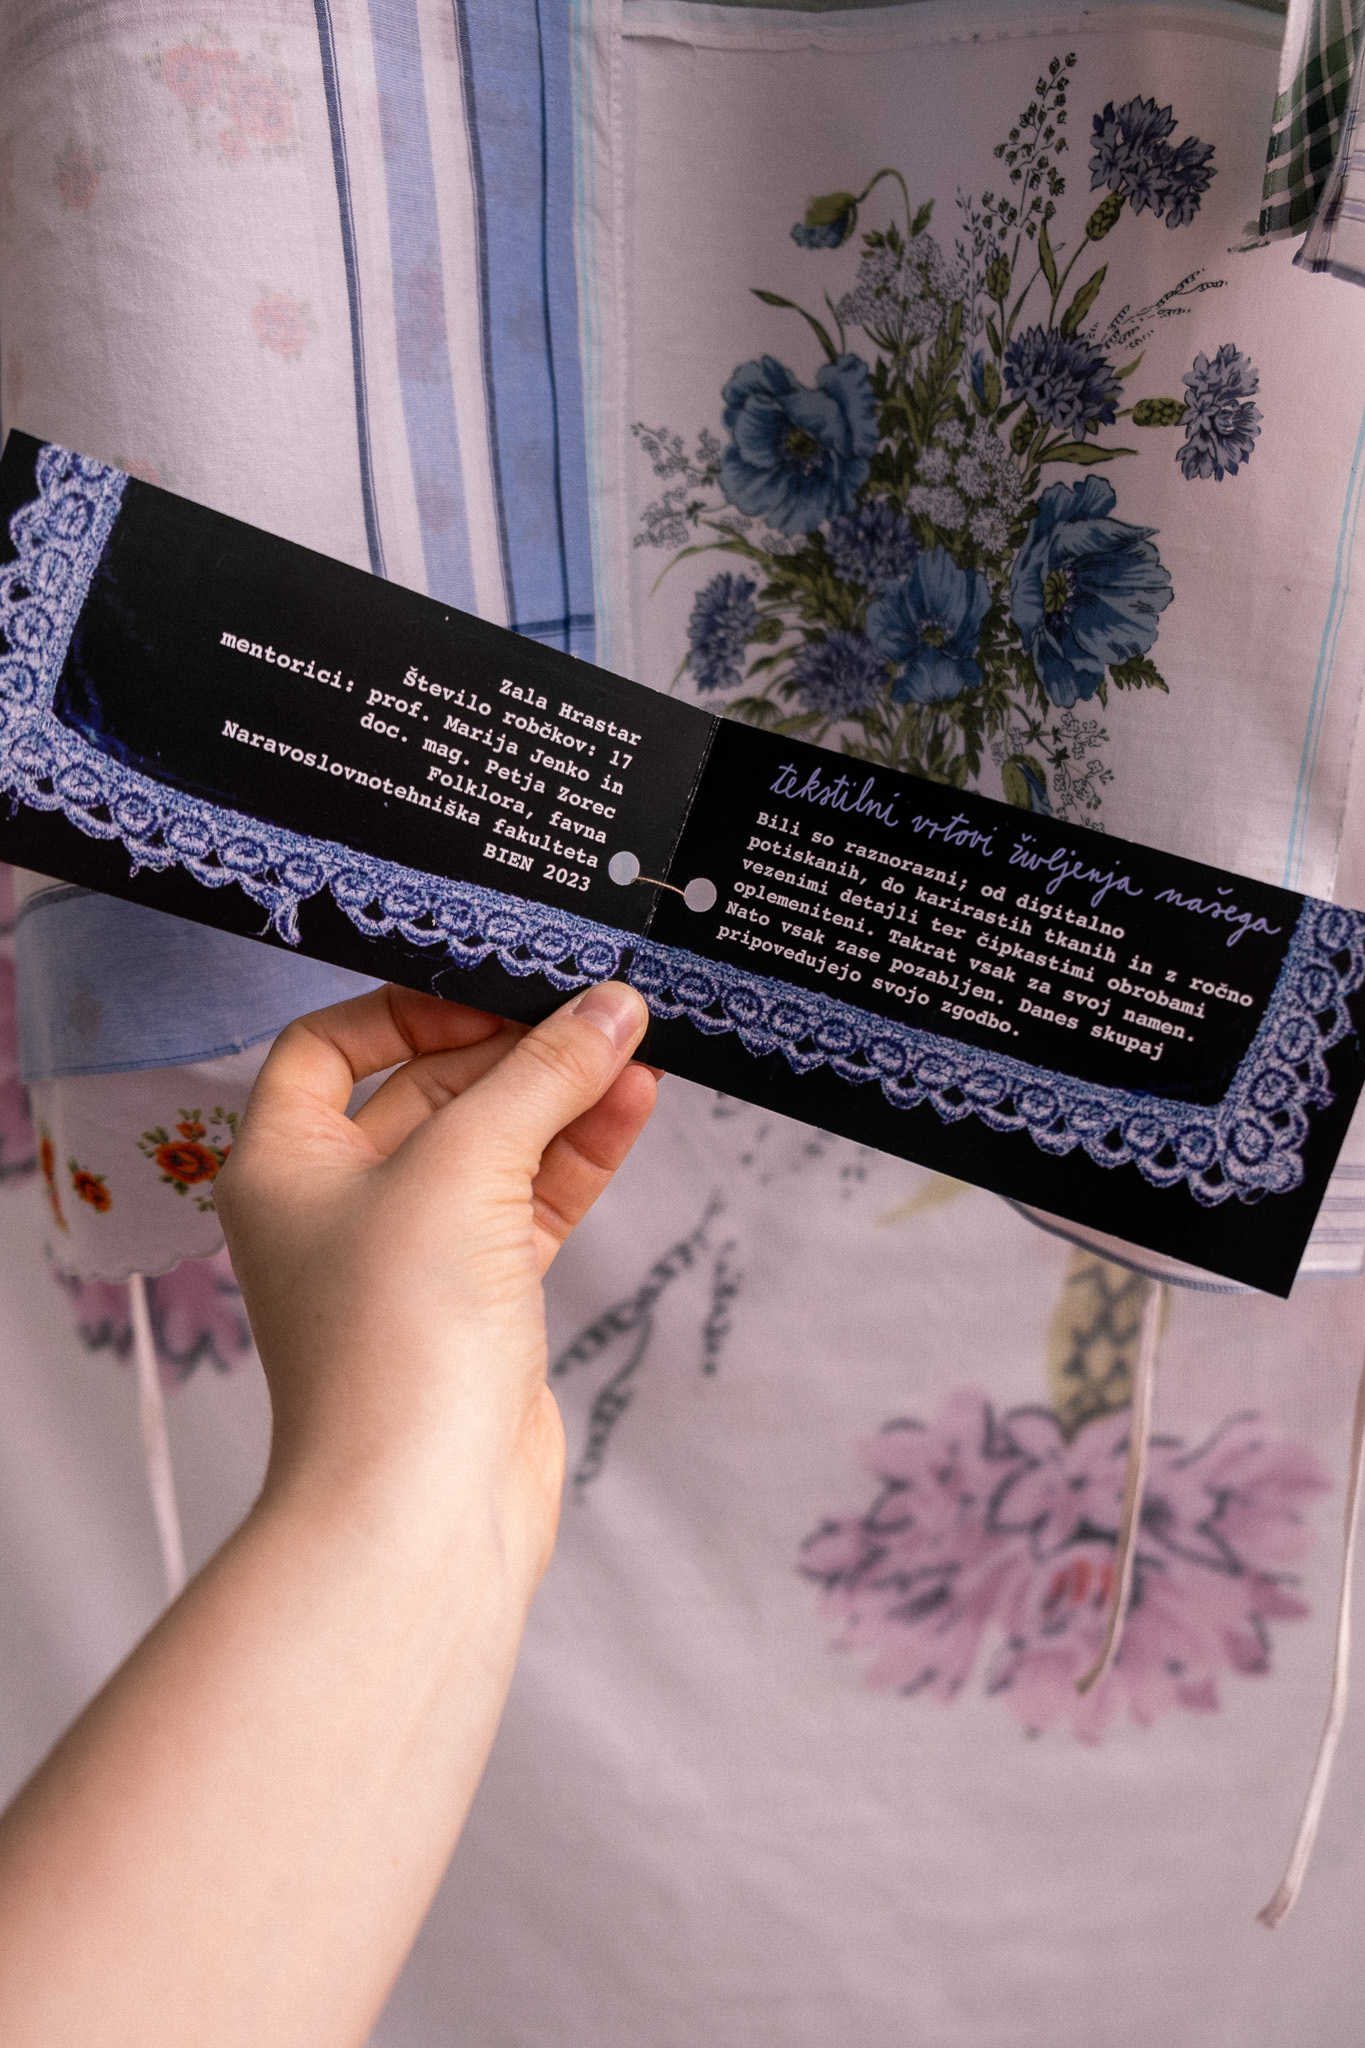 Zala Hrastar
Število robčkov: 17
mentorici: prof. Marija Jenko in
doc. mag. Petja Zorec
Folklora, favna
Naravoslovnotehniška fakulteta
BIEN 2023
tekstilni vrtovi življenja našega
Bili so raznorazni; od digitalno
potiskanih, do karirastih tkanih in z ročno
vezenimi detajli ter čipkastimi obrobami
oplemeniteni. Takrat vsak za svoj namen.
Nato vsak zase pozabljen. Danes skupaj
pripovedujejo svojo zgodbo.